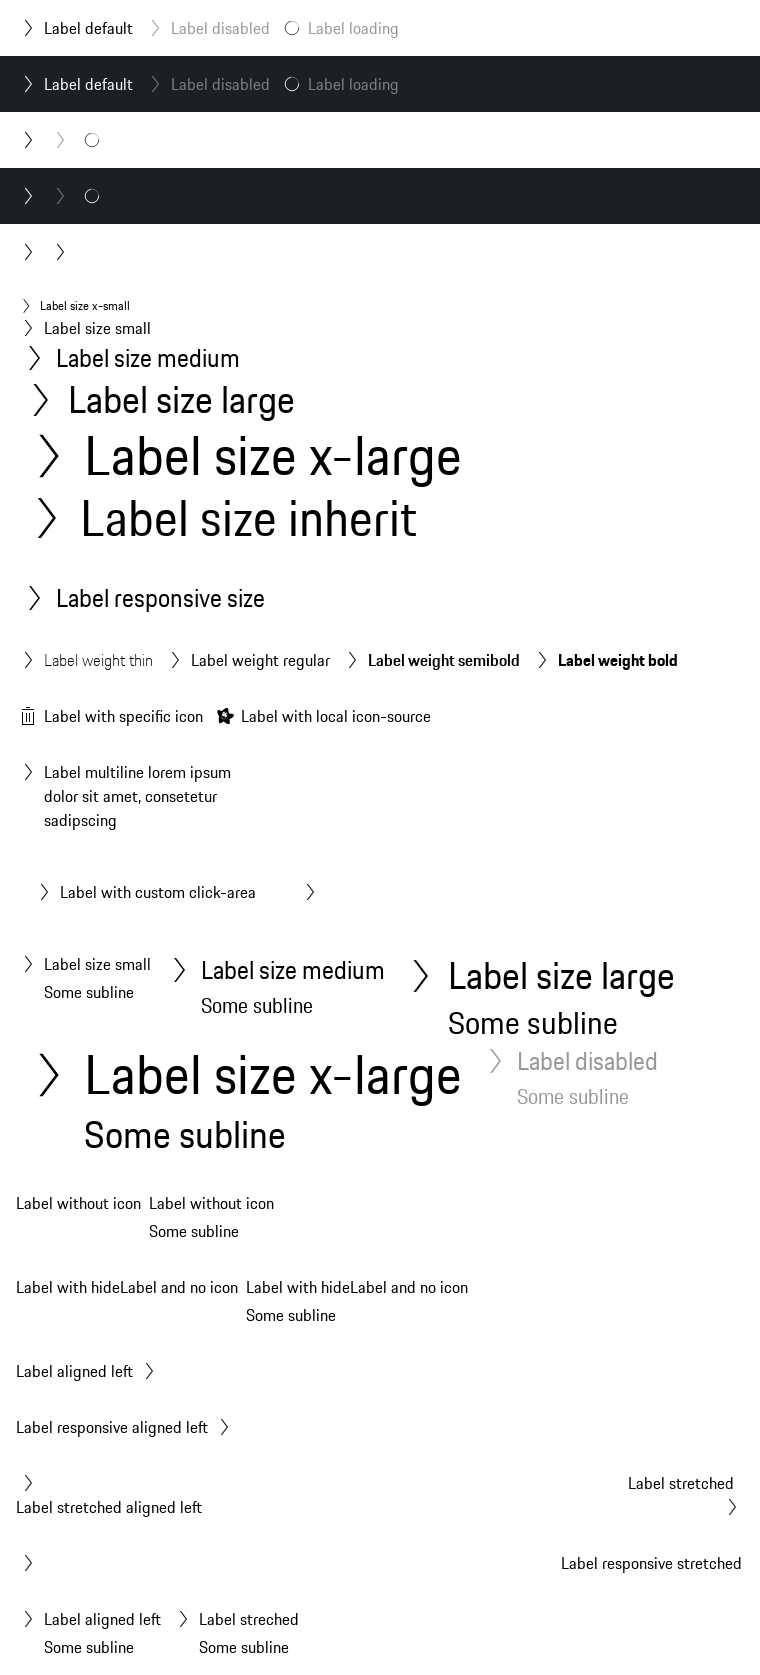 Label default Label disabled Label loading
Label default Label disabled Label loading
Label size x-small
Label size small
Label size medium
Label size large
Label size x-large
Label size inherit
Label responsive size
Label weight thin Label weight regular Label weight semibold Label weight bold
Label with specific icon Label with local icon-source
Label multiline lorem ipsum
dolor sit amet, consetetur
sadipscing
Label with custom click-area
Label size small Label size medium Label size large
Some subline Some subline Some subline
Label size x-large Label disabled
Some subline Some subline
Label without icon Label without icon
Some subline
Label with hideLabel and no icon Label with hideLabel and no icon
Some subline
Label aligned left
Label responsive aligned left
Label stretched
Label stretched aligned left
Label responsive stretched
Label aligned left Label streched
Some subline Some subline